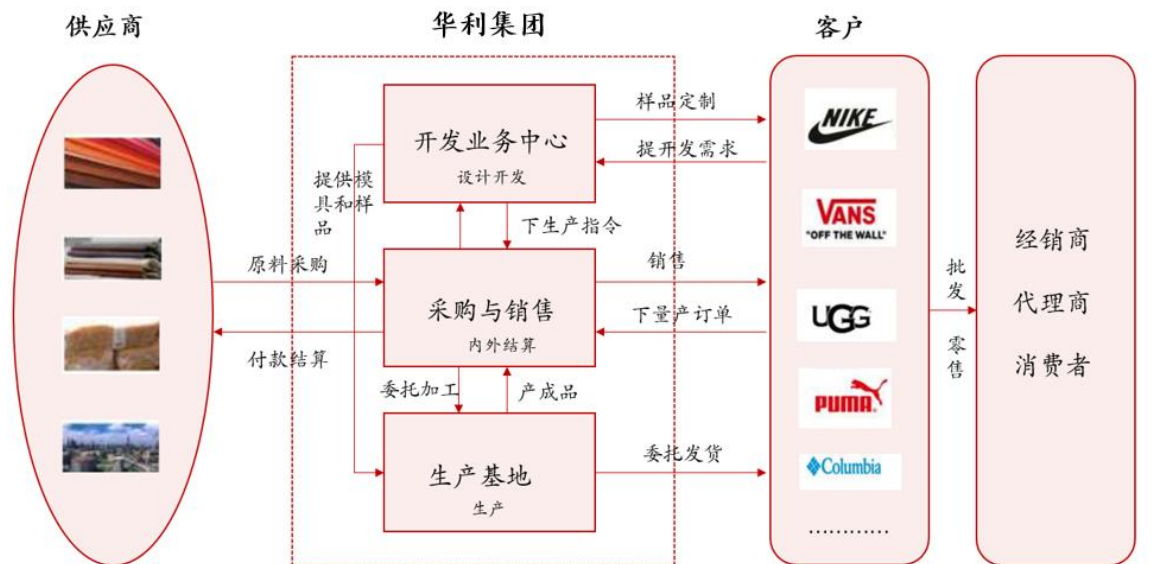 供应商
华利集团
客户
开发业务中心
设计开发
提供模
具和样
品
下生产指令
采购与销售
内外结算
委托加工
产成品
生产基地
生产
原料采购
付款结算
样品定制
提开发需求
销售
下量产订单
委托发货
NIKE
VANS
"OFF THE WALL"
UGG
PUMA
Columbia
…………
批发
零售
经销商
代理商
消费者